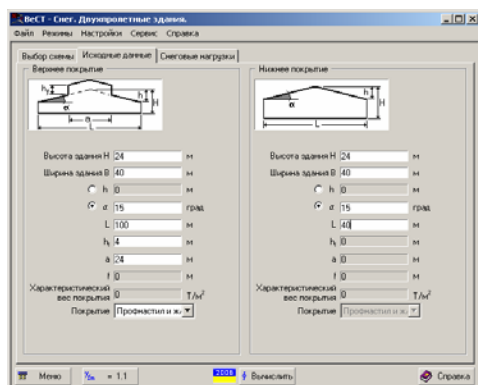 ВеСТ - Снег. Двухпролетные здания.
Файл Режимы Настройки Сервис Справка
Выбор схемы Исходные данные Снеговые нагрузки
Верхнее покрытие
h_f
α
a
L
h
H
Высота здания H 24 м
Ширина здания B 40 м
h 0 м
α 15 град
L 100 м
h_f 4 м
a 24 м
f 0 м
Характеристический
вес покрытия 0 Т/м²
Покрытие Профнастил и ж/
Нижнее покрытие
α
L
h
H
Высота здания H 24 м
Ширина здания B 40 м
h 0 м
α 15 град
L 40 м
h_f 0 м
a 0 м
f 0 м
Характеристический
вес покрытия 0 Т/м²
Покрытие Профнастил и ж/
Меню = 1.1 2006 Вычислить Справка